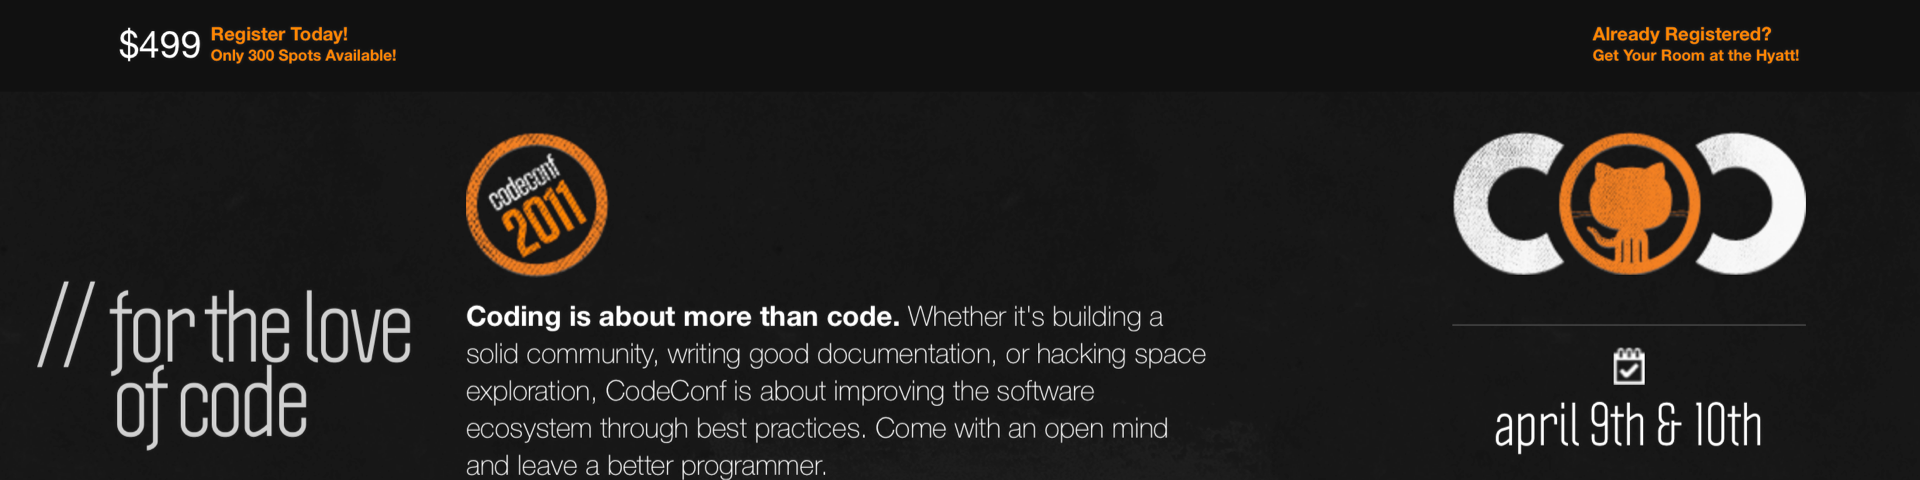 $499
Register Today!
Only 300 Spots Available!
Already Registered?
Get Your Room at the Hyatt!
codeconf
2011
// for the love
of code
Coding is about more than code. Whether it's building a
solid community, writing good documentation, or hacking space
exploration, CodeConf is about improving the software
ecosystem through best practices. Come with an open mind
and leave a better programmer.
april 9th & 10th